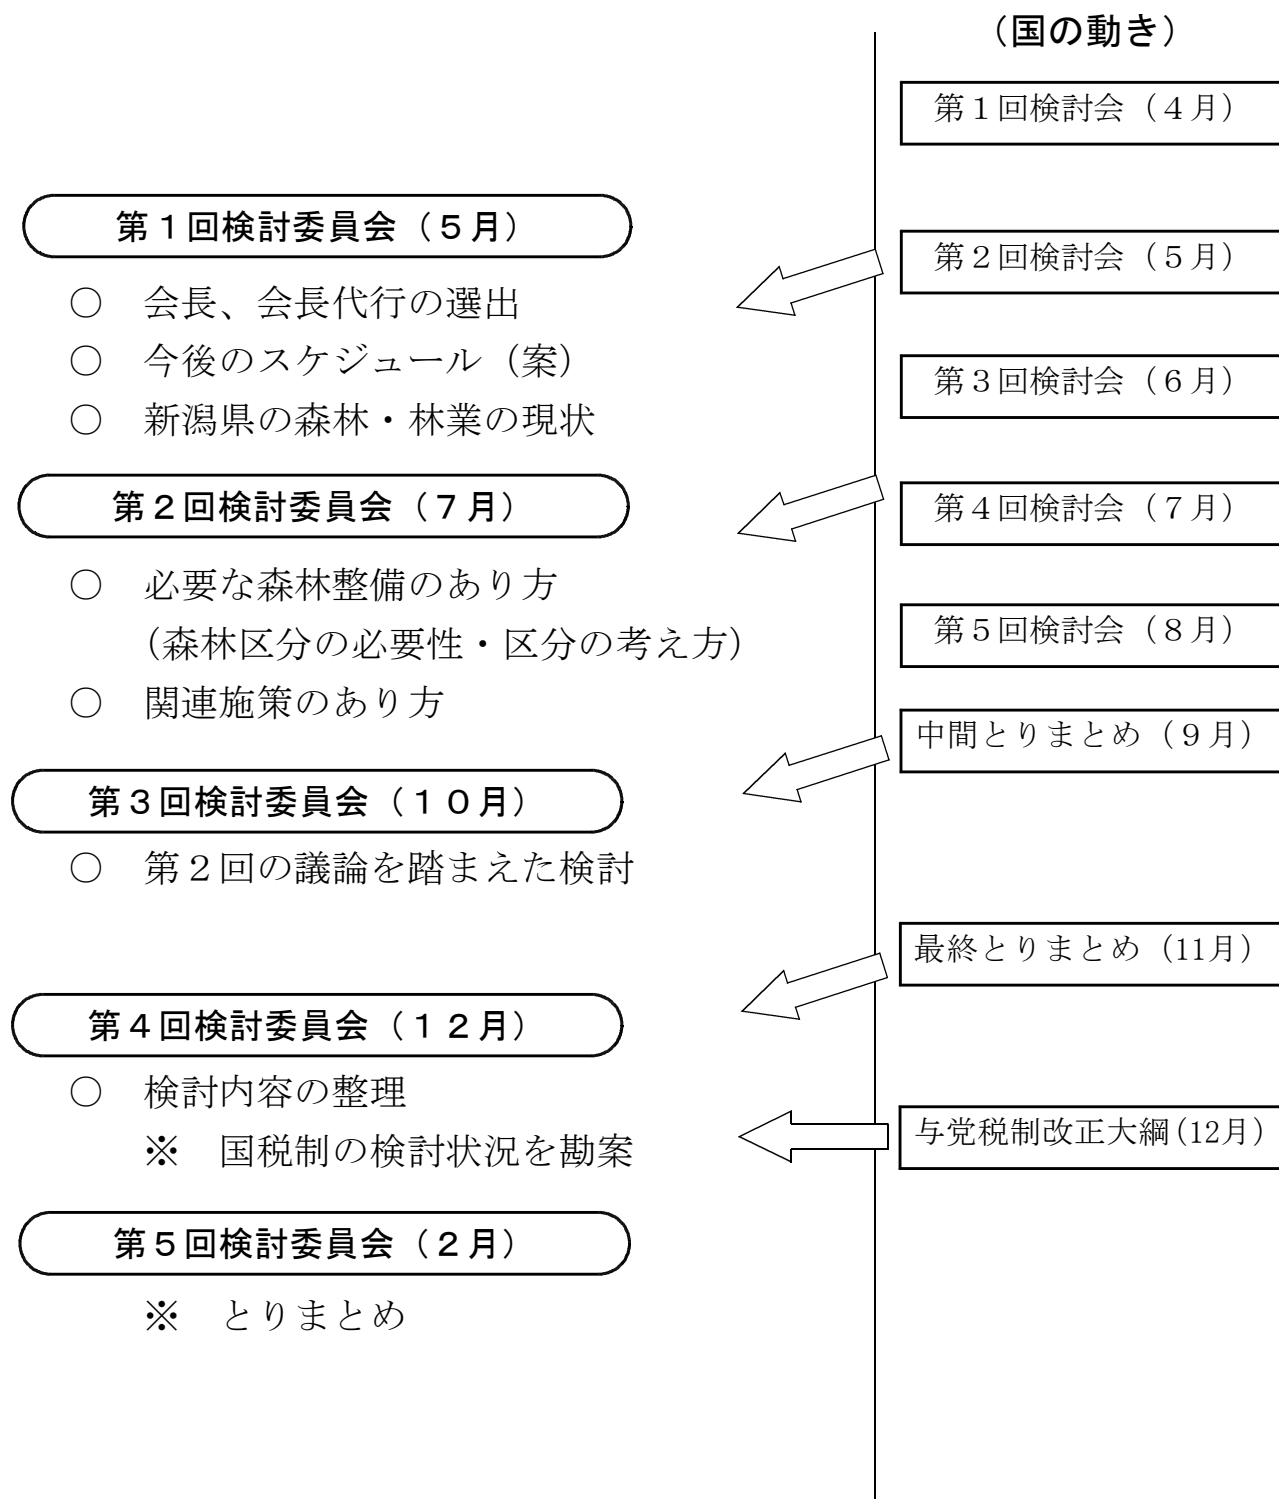 （国の動き）
第１回検討会（４月）
第２回検討会（５月）
第３回検討会（６月）
第４回検討会（７月）
第５回検討会（８月）
中間とりまとめ（９月）
最終とりまとめ（11月）
与党税制改正大綱(12月)
第１回検討委員会（５月）
○　会長、会長代行の選出
○　今後のスケジュール（案）
○　新潟県の森林・林業の現状
第２回検討委員会（７月）
○　必要な森林整備のあり方
（森林区分の必要性・区分の考え方）
○　関連施策のあり方
第３回検討委員会（１０月）
○　第２回の議論を踏まえた検討
第４回検討委員会（１２月）
○　検討内容の整理
※　国税制の検討状況を勘案
第５回検討委員会（２月）
※　とりまとめ